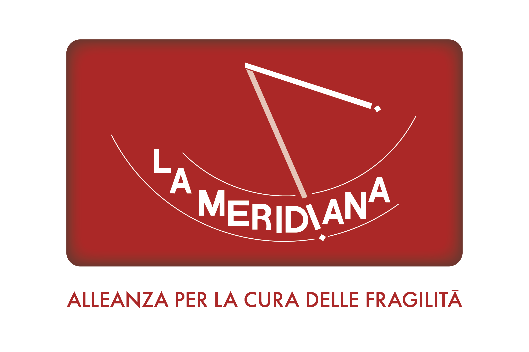 LA MERIDIANA
ALLEANZA PER LA CURA DELLE FRAGILITÀ